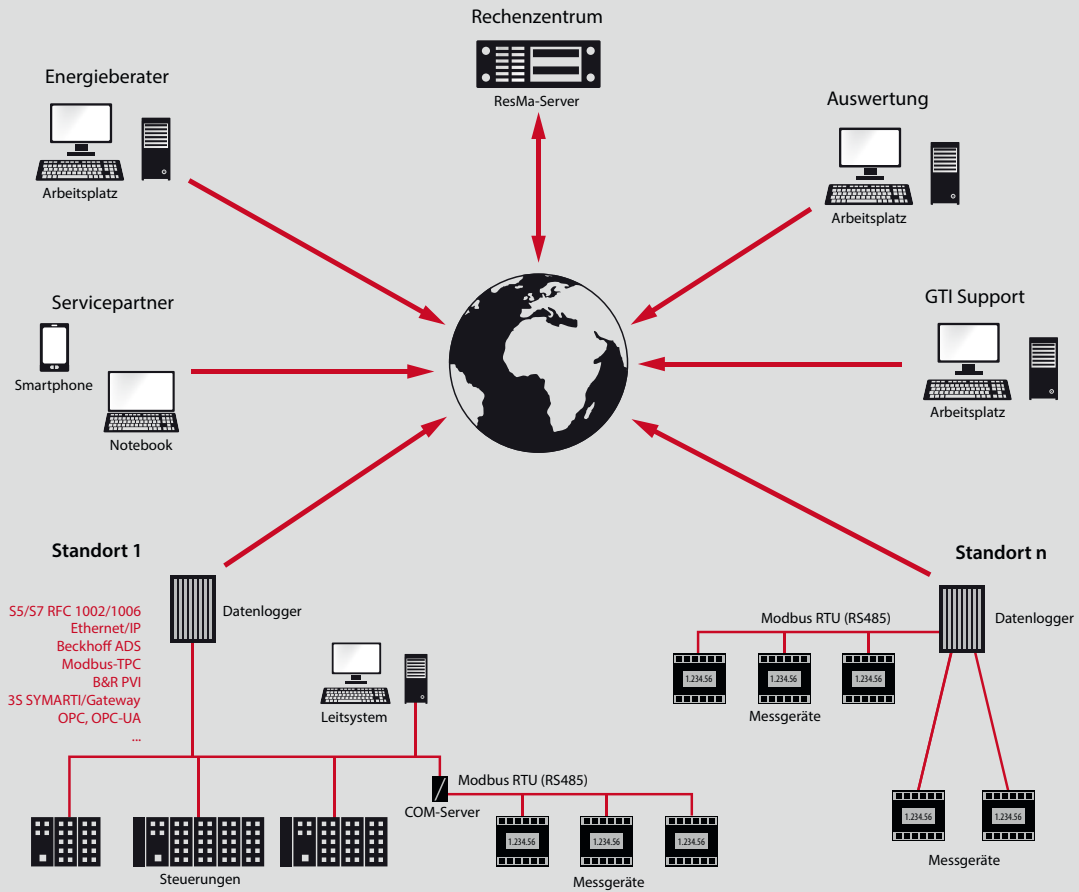 Rechenzentrum
ResMa-Server
Energieberater
Arbeitsplatz
Auswertung
Arbeitsplatz
Servicepartner
Smartphone
Notebook
GTI Support
Arbeitsplatz
Standort 1
Datenlogger
S5/S7 RFC 1002/1006
Ethernet/IP
Beckhoff ADS
Modbus-TPC
B&R PVI
3S SYMARTI/Gateway
OPC, OPC-UA
...
Leitsystem
COM-Server
Modbus RTU (RS485)
1.234.56
1.234.56
1.234.56
Messgeräte
Steuerungen
Standort n
Datenlogger
Modbus RTU (RS485)
1.234.56
1.234.56
1.234.56
Messgeräte
1.234.56
1.234.56
Messgeräte